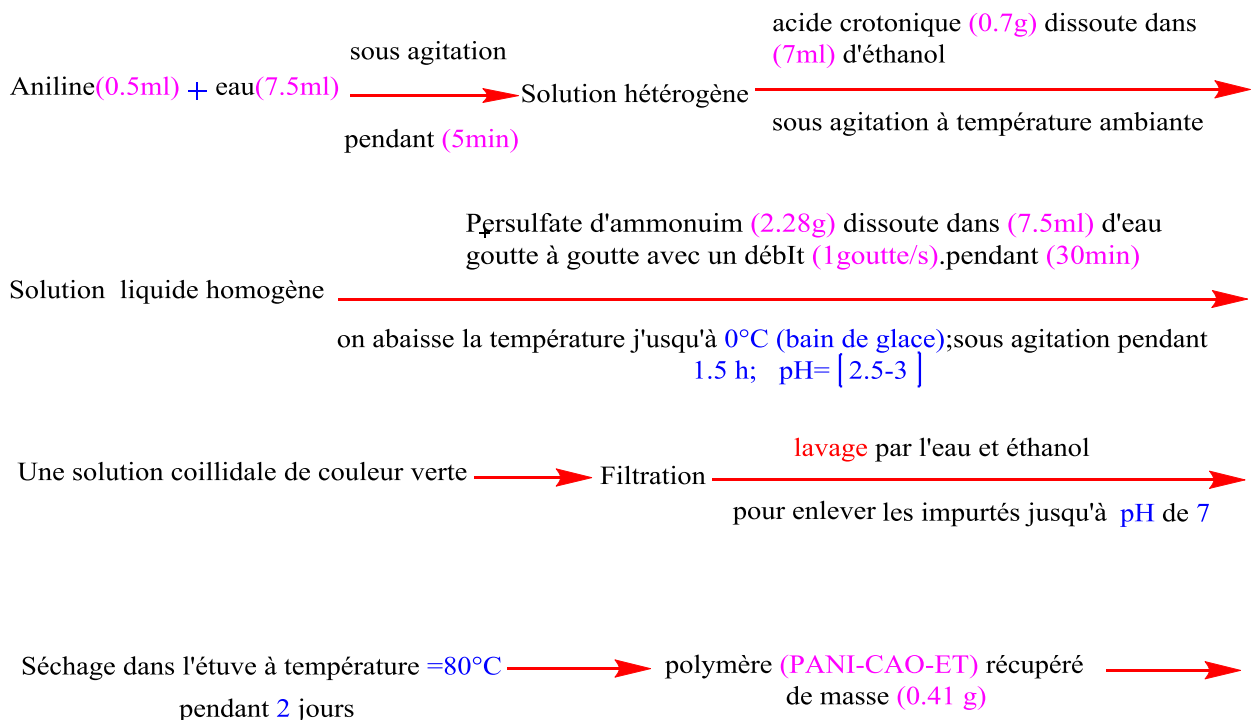 acide crotonique (0.7g) dissoute dans
(7ml) d'éthanol
sous agitation
Aniline(0.5ml) + eau(7.5ml)
Solution hétérogène
pendant (5min)
sous agitation à température ambiante
Persulfate d'ammonuim (2.28g) dissoute dans (7.5ml) d'eau
goutte à goutte avec un débIt (1goutte/s).pendant (30min)
Solution liquide homogène
on abaisse la température j'usqu'à 0°C (bain de glace);sous agitation pendant
1.5 h; pH= [ 2.5-3 ]
lavage par l'eau et éthanol
Une solution coillidale de couleur verte
Filtration
pour enlever les impurtés jusqu'à pH de 7
Séchage dans l'étuve à température =80°C
pendant 2 jours
polymère (PANI-CAO-ET) récupéré
de masse (0.41 g)